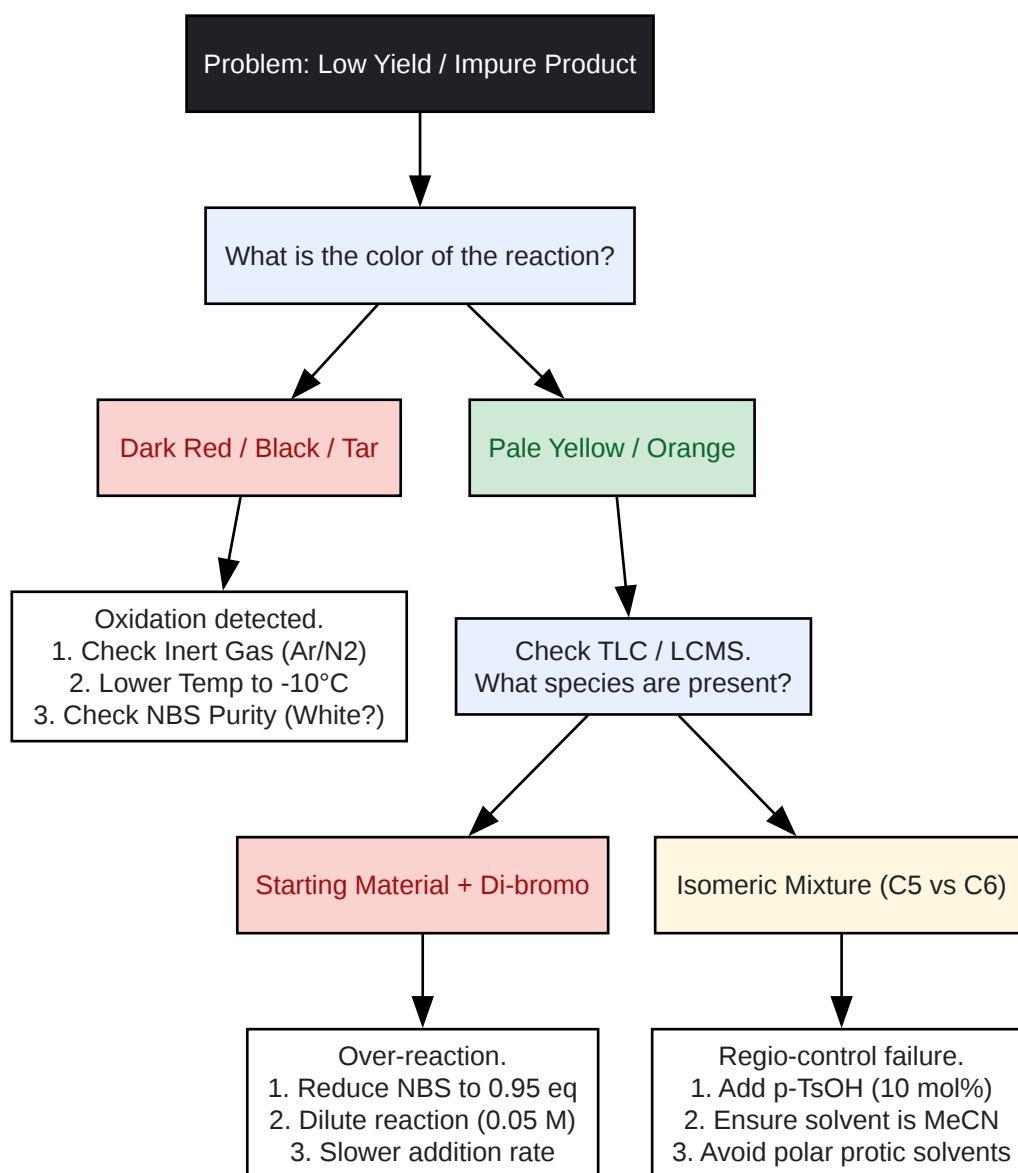 Problem: Low Yield / Impure Product
What is the color of the reaction?
Dark Red / Black / Tar
Pale Yellow / Orange
Oxidation detected.
1. Check Inert Gas (Ar/N2)
2. Lower Temp to -10°C
3. Check NBS Purity (White?)
Check TLC / LCMS.
What species are present?
Starting Material + Di-bromo
Isomeric Mixture (C5 vs C6)
Over-reaction.
1. Reduce NBS to 0.95 eq
2. Dilute reaction (0.05 M)
3. Slower addition rate
Regio-control failure.
1. Add p-TsOH (10 mol%)
2. Ensure solvent is MeCN
3. Avoid polar protic solvents